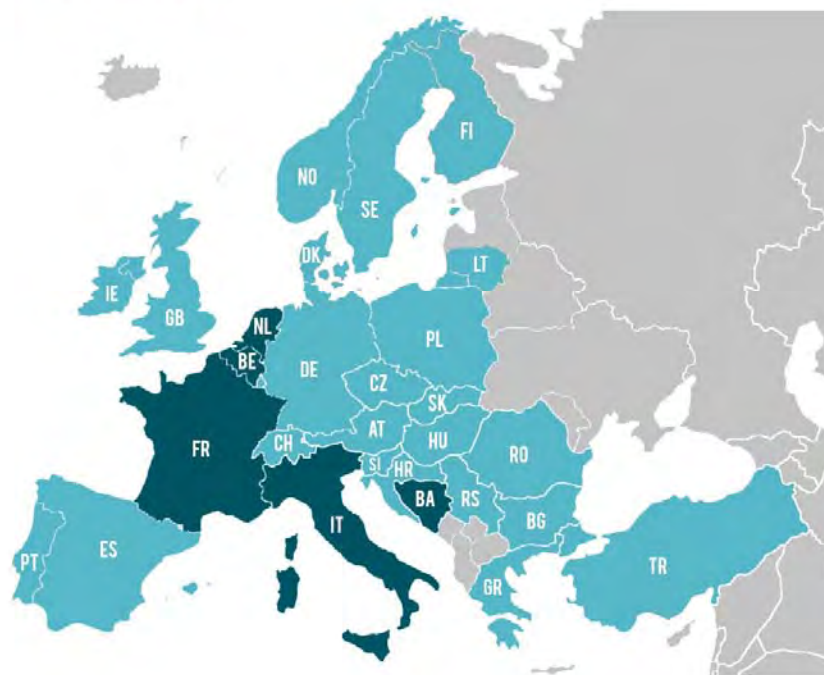 FI
NO
SE
DK
LT
IE
GB
NL
PL
BE
DE
CZ
SK
AT
FR
CH
HU
RO
SI
HR
BA
RS
IT
BG
PT
ES
TR
GR